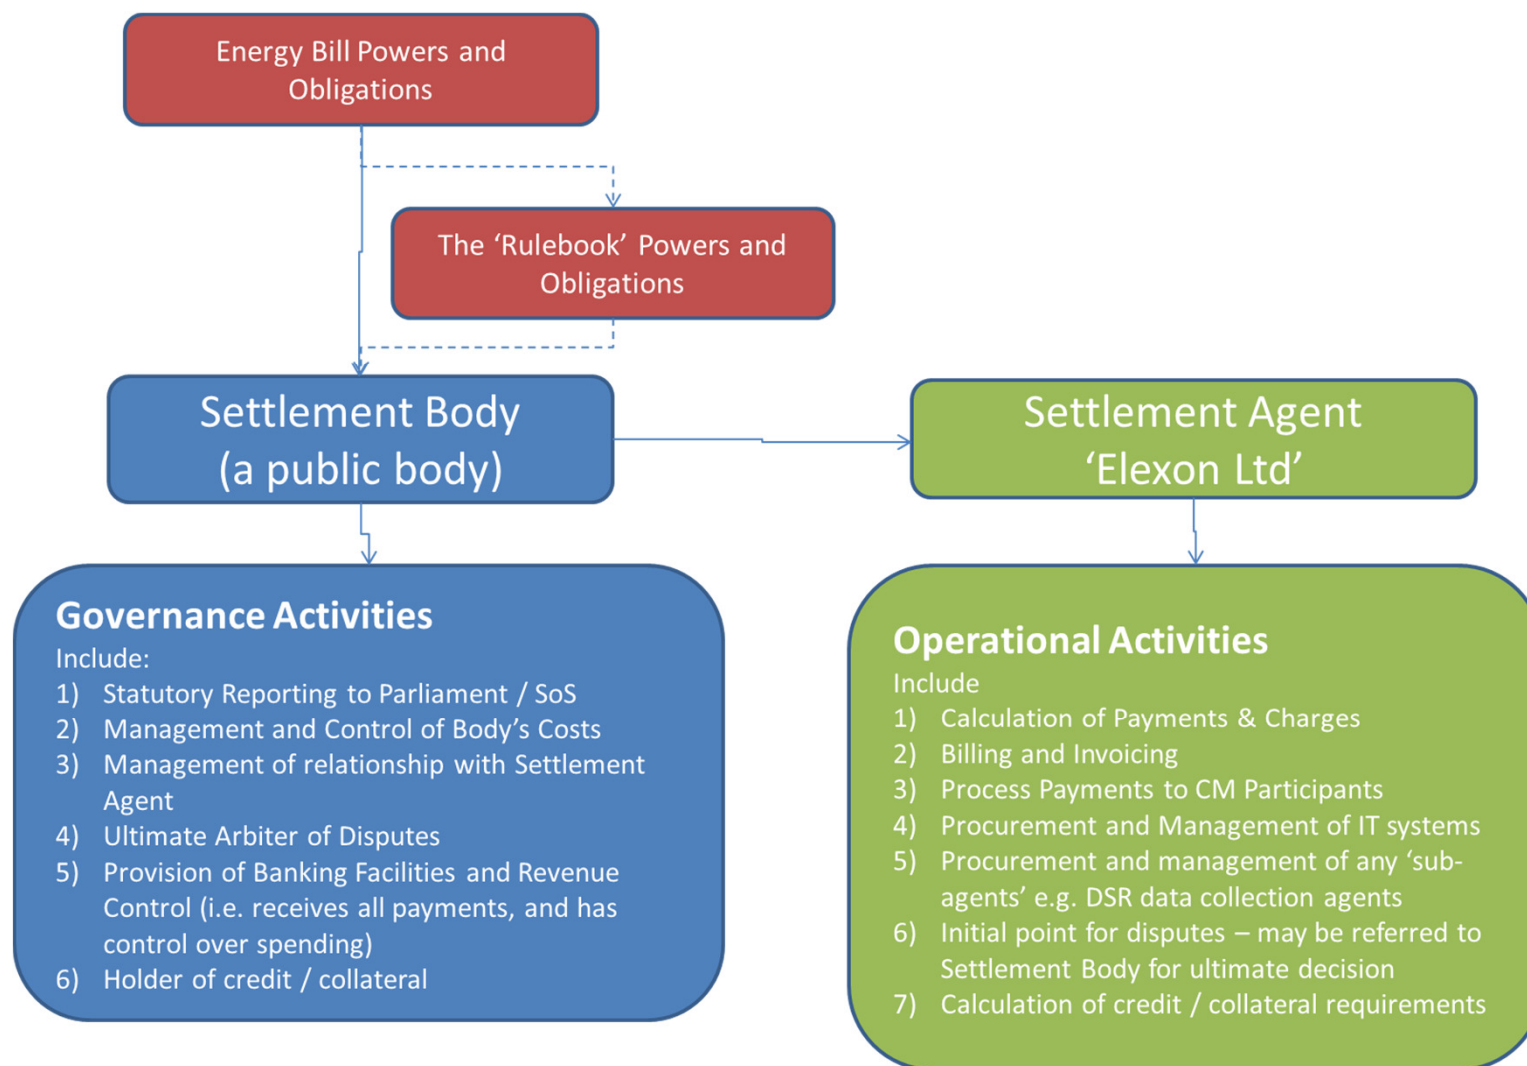 Energy Bill Powers and
Obligations
The ‘Rulebook’ Powers and
Obligations
Settlement Body
(a public body)
Settlement Agent
‘Elexon Ltd’
Governance Activities
Include:
1) Statutory Reporting to Parliament / SoS
2) Management and Control of Body’s Costs
3) Management of relationship with Settlement
Agent
4) Ultimate Arbiter of Disputes
5) Provision of Banking Facilities and Revenue
Control (i.e. receives all payments, and has
control over spending)
6) Holder of credit / collateral
Operational Activities
Include
1) Calculation of Payments & Charges
2) Billing and Invoicing
3) Process Payments to CM Participants
4) Procurement and Management of IT systems
5) Procurement and management of any ‘sub-
agents’ e.g. DSR data collection agents
6) Initial point for disputes – may be referred to
Settlement Body for ultimate decision
7) Calculation of credit / collateral requirements